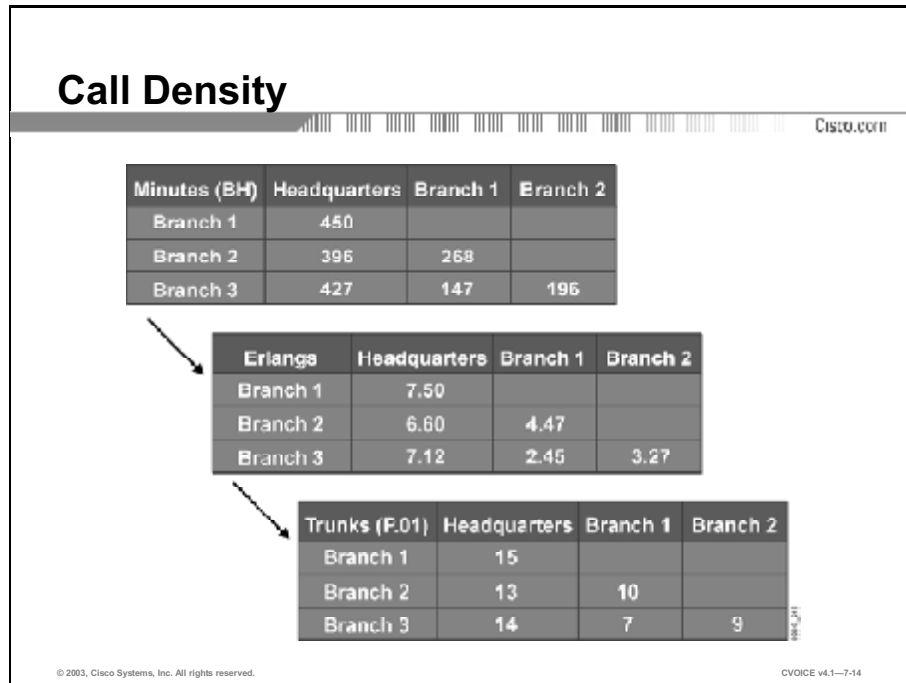 Call Density
Cisco.com
Minutes (BH) Headquarters Branch 1 Branch 2
Branch 1 450
Branch 2 396 268
Branch 3 427 147 196
Erlangs Headquarters Branch 1 Branch 2
Branch 1 7.50
Branch 2 6.60 4.47
Branch 3 7.12 2.45 3.27
Trunks (P.01) Headquarters Branch 1 Branch 2
Branch 1 15
Branch 2 13 10
Branch 3 14 7 9
© 2003, Cisco Systems, Inc. All rights reserved. CVOICE v4.1—7-14